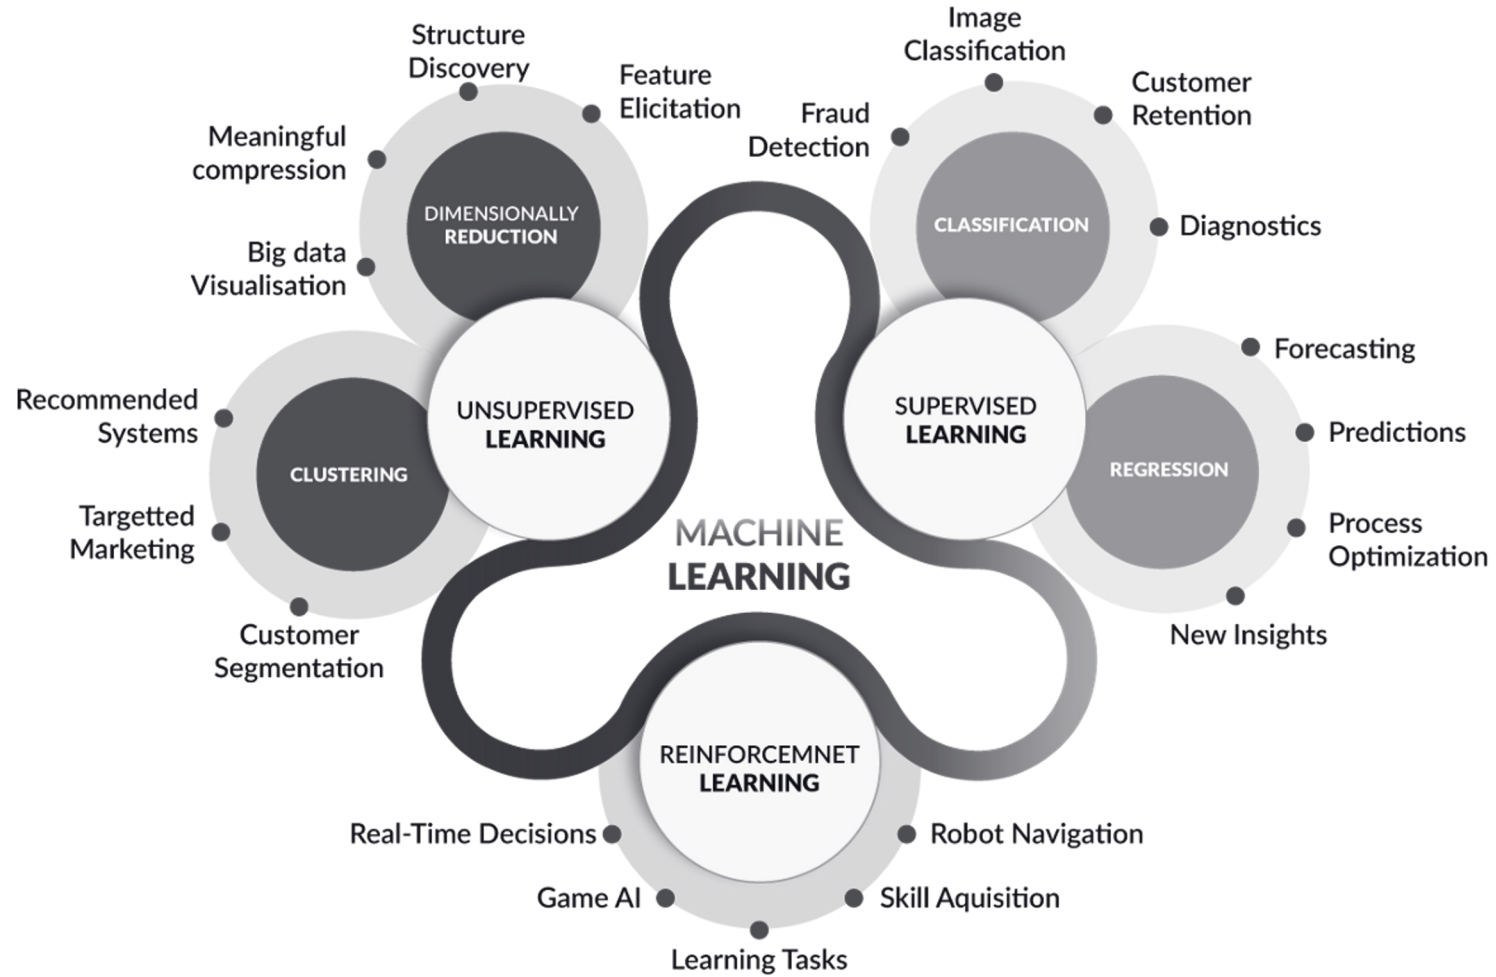 Structure
Discovery
Feature
Elicitation
Meaningful
compression
Big data
Visualisation
DIMENSIONALLY
REDUCTION
Recommended
Systems
Targetted
Marketing
Customer
Segmentation
CLUSTERING
UNSUPERVISED
LEARNING
Image
Classification
Fraud
Detection
Customer
Retention
Diagnostics
CLASSIFICATION
SUPERVISED
LEARNING
Forecasting
Predictions
Process
Optimization
New Insights
REGRESSION
MACHINE
LEARNING
REINFORCEMNET
LEARNING
Real-Time Decisions
Game AI
Learning Tasks
Skill Aquisition
Robot Navigation